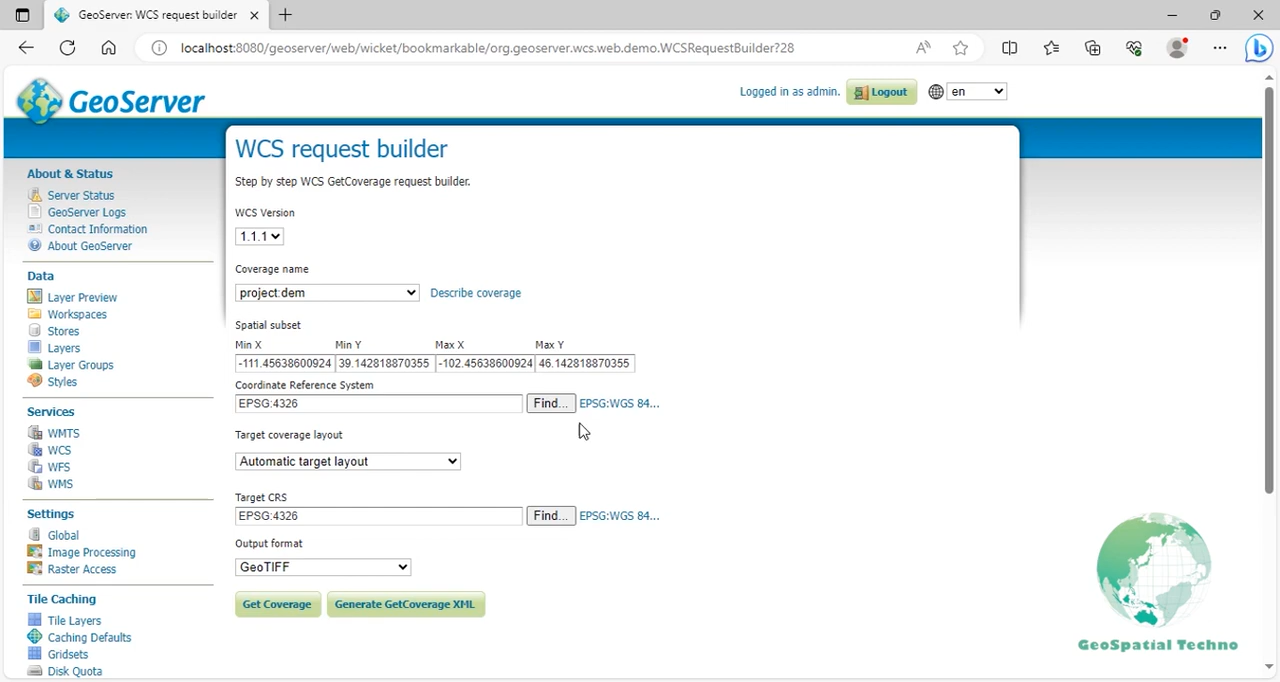 GeoServer: WCS request builder
localhost:8080/geoserver/web/wicket/bookmarkable/org.geoserver.wcs.web.demo.WCSRequestBuilder?28
GeoServer
Logged in as admin.
Logout
en
About & Status
Server Status
GeoServer Logs
Contact Information
About GeoServer
Data
Layer Preview
Workspaces
Stores
Layers
Layer Groups
Styles
Services
WMTS
WCS
WFS
WMS
Settings
Global
Image Processing
Raster Access
Tile Caching
Tile Layers
Caching Defaults
Gridsets
Disk Quota
WCS request builder
Step by step WCS GetCoverage request builder.
WCS Version
1.1.1
Coverage name
project:dem Describe coverage
Spatial subset
Min X Min Y Max X Max Y
-111.45638600924 39.142818870355 -102.45638600924 46.142818870355
Coordinate Reference System
EPSG:4326 Find... EPSG:WGS 84...
Target coverage layout
Automatic target layout
Target CRS
EPSG:4326 Find... EPSG:WGS 84...
Output format
GeoTIFF
Get Coverage Generate GetCoverage XML
GeoSpatial Techno